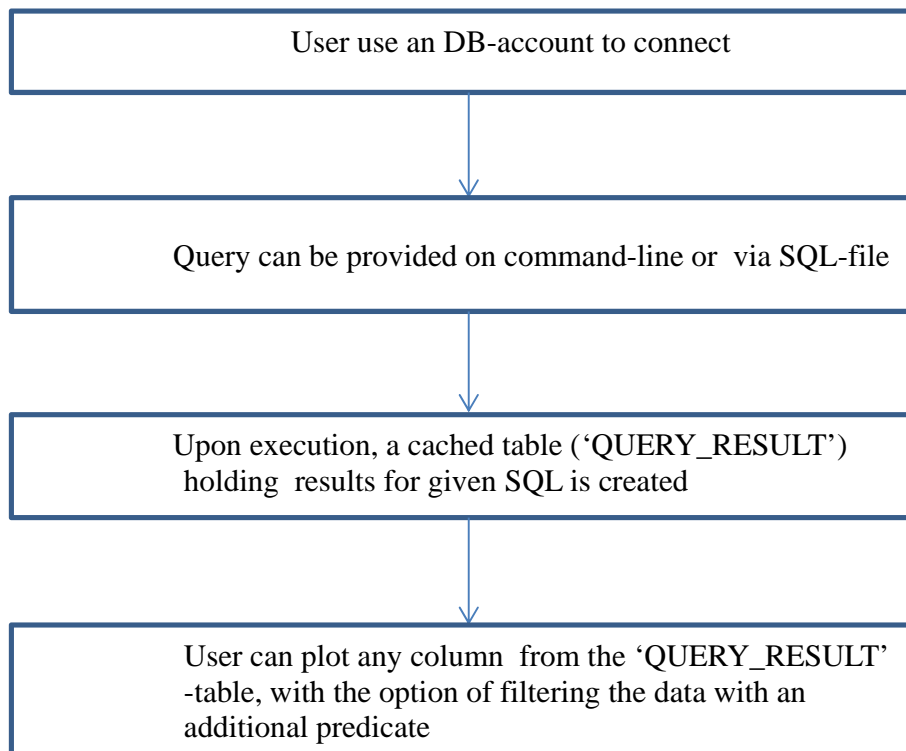 User use an DB-account to connect
Query can be provided on command-line or via SQL-file
Upon execution, a cached table (‘QUERY_RESULT’)
holding results for given SQL is created
User can plot any column from the ‘QUERY_RESULT’
-table, with the option of filtering the data with an
additional predicate